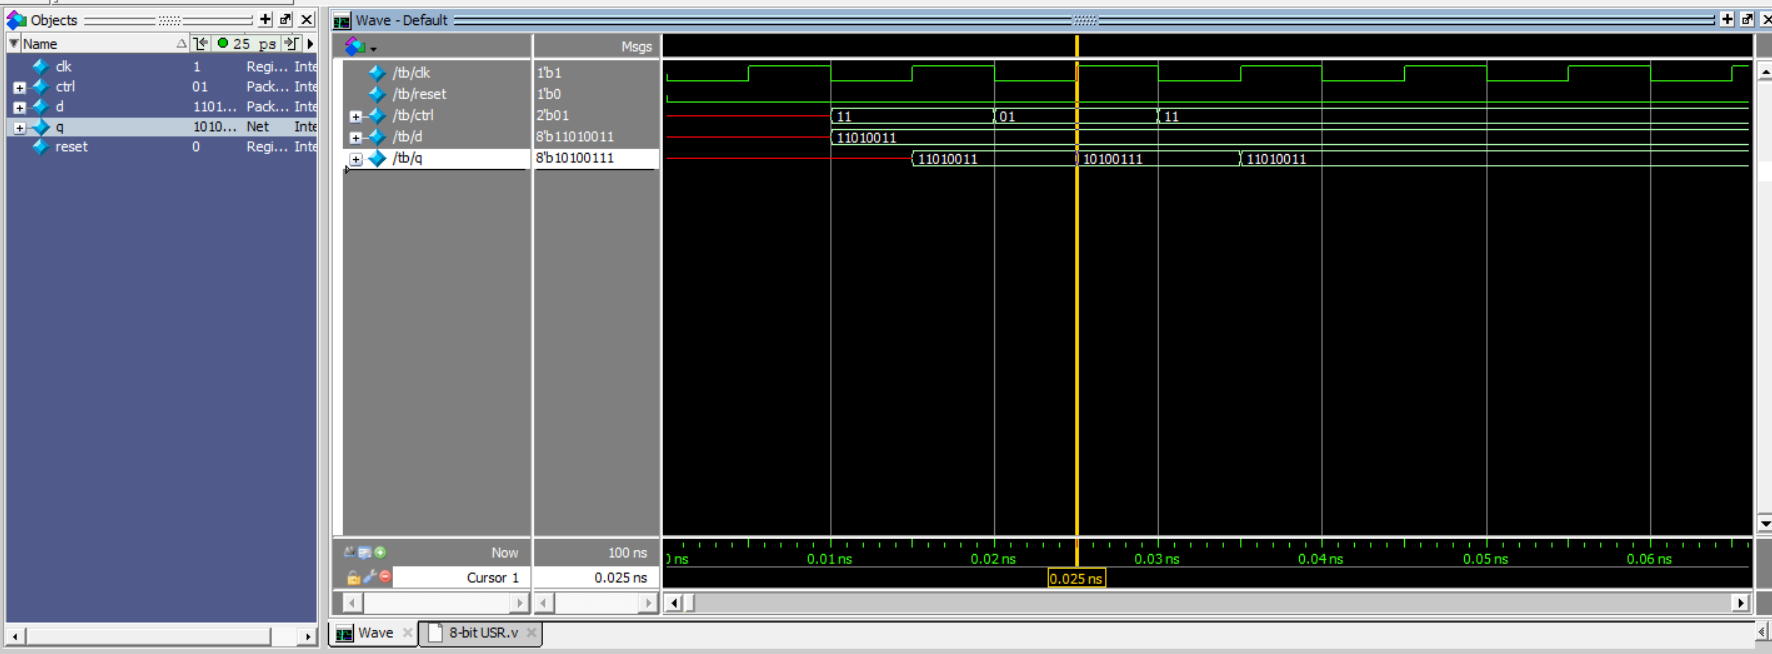 Objects
Name 25 ps
clk 1 Regi... Inte
ctrl 01 Pack... Inte
d 1101... Pack... Inte
q 1010... Net Inte
reset 0 Regi... Inte
Wave - Default
Msgs
/tb/clk 1'b1
/tb/reset 1'b0
/tb/ctrl 2'b01 11 01 11
/tb/d 8'b11010011 11010011
/tb/q 8'b10100111 11010011 10100111 11010011
Now 100 ns ns 0.01 ns 0.02 ns 0.03 ns 0.04 ns 0.05 ns 0.06 ns
Cursor 1 0.025 ns 0.025 ns
Wave 8-bit USR.v